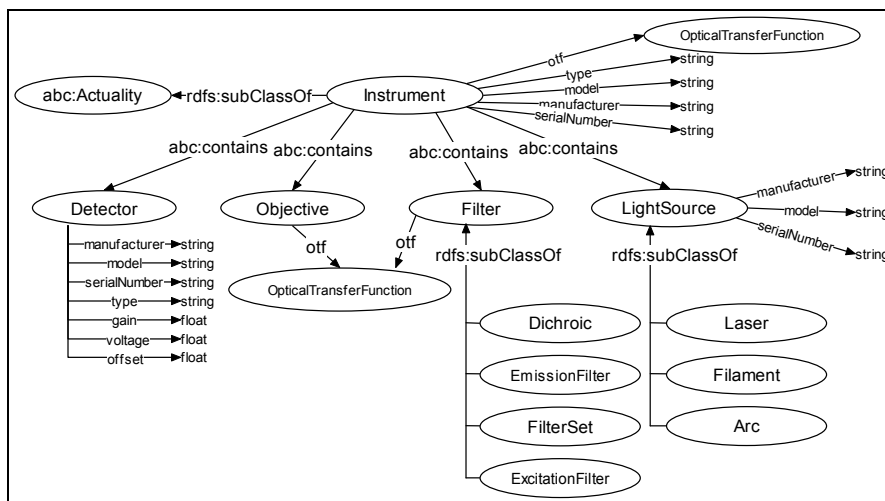 OpticalTransferFunction
otf
type
string
abc:Actuality
rdfs:subClassOf
Instrument
model
string
manufacturer
string
serialNumber
string
abc:contains
abc:contains
abc:contains
abc:contains
Detector
Objective
Filter
LightSource
manufacturer
string
model
string
serialNumber
string
manufacturer
string
model
string
serialNumber
string
type
string
gain
float
voltage
float
offset
float
otf
otf
OpticalTransferFunction
rdfs:subClassOf
rdfs:subClassOf
Dichroic
EmissionFilter
FilterSet
ExcitationFilter
Laser
Filament
Arc